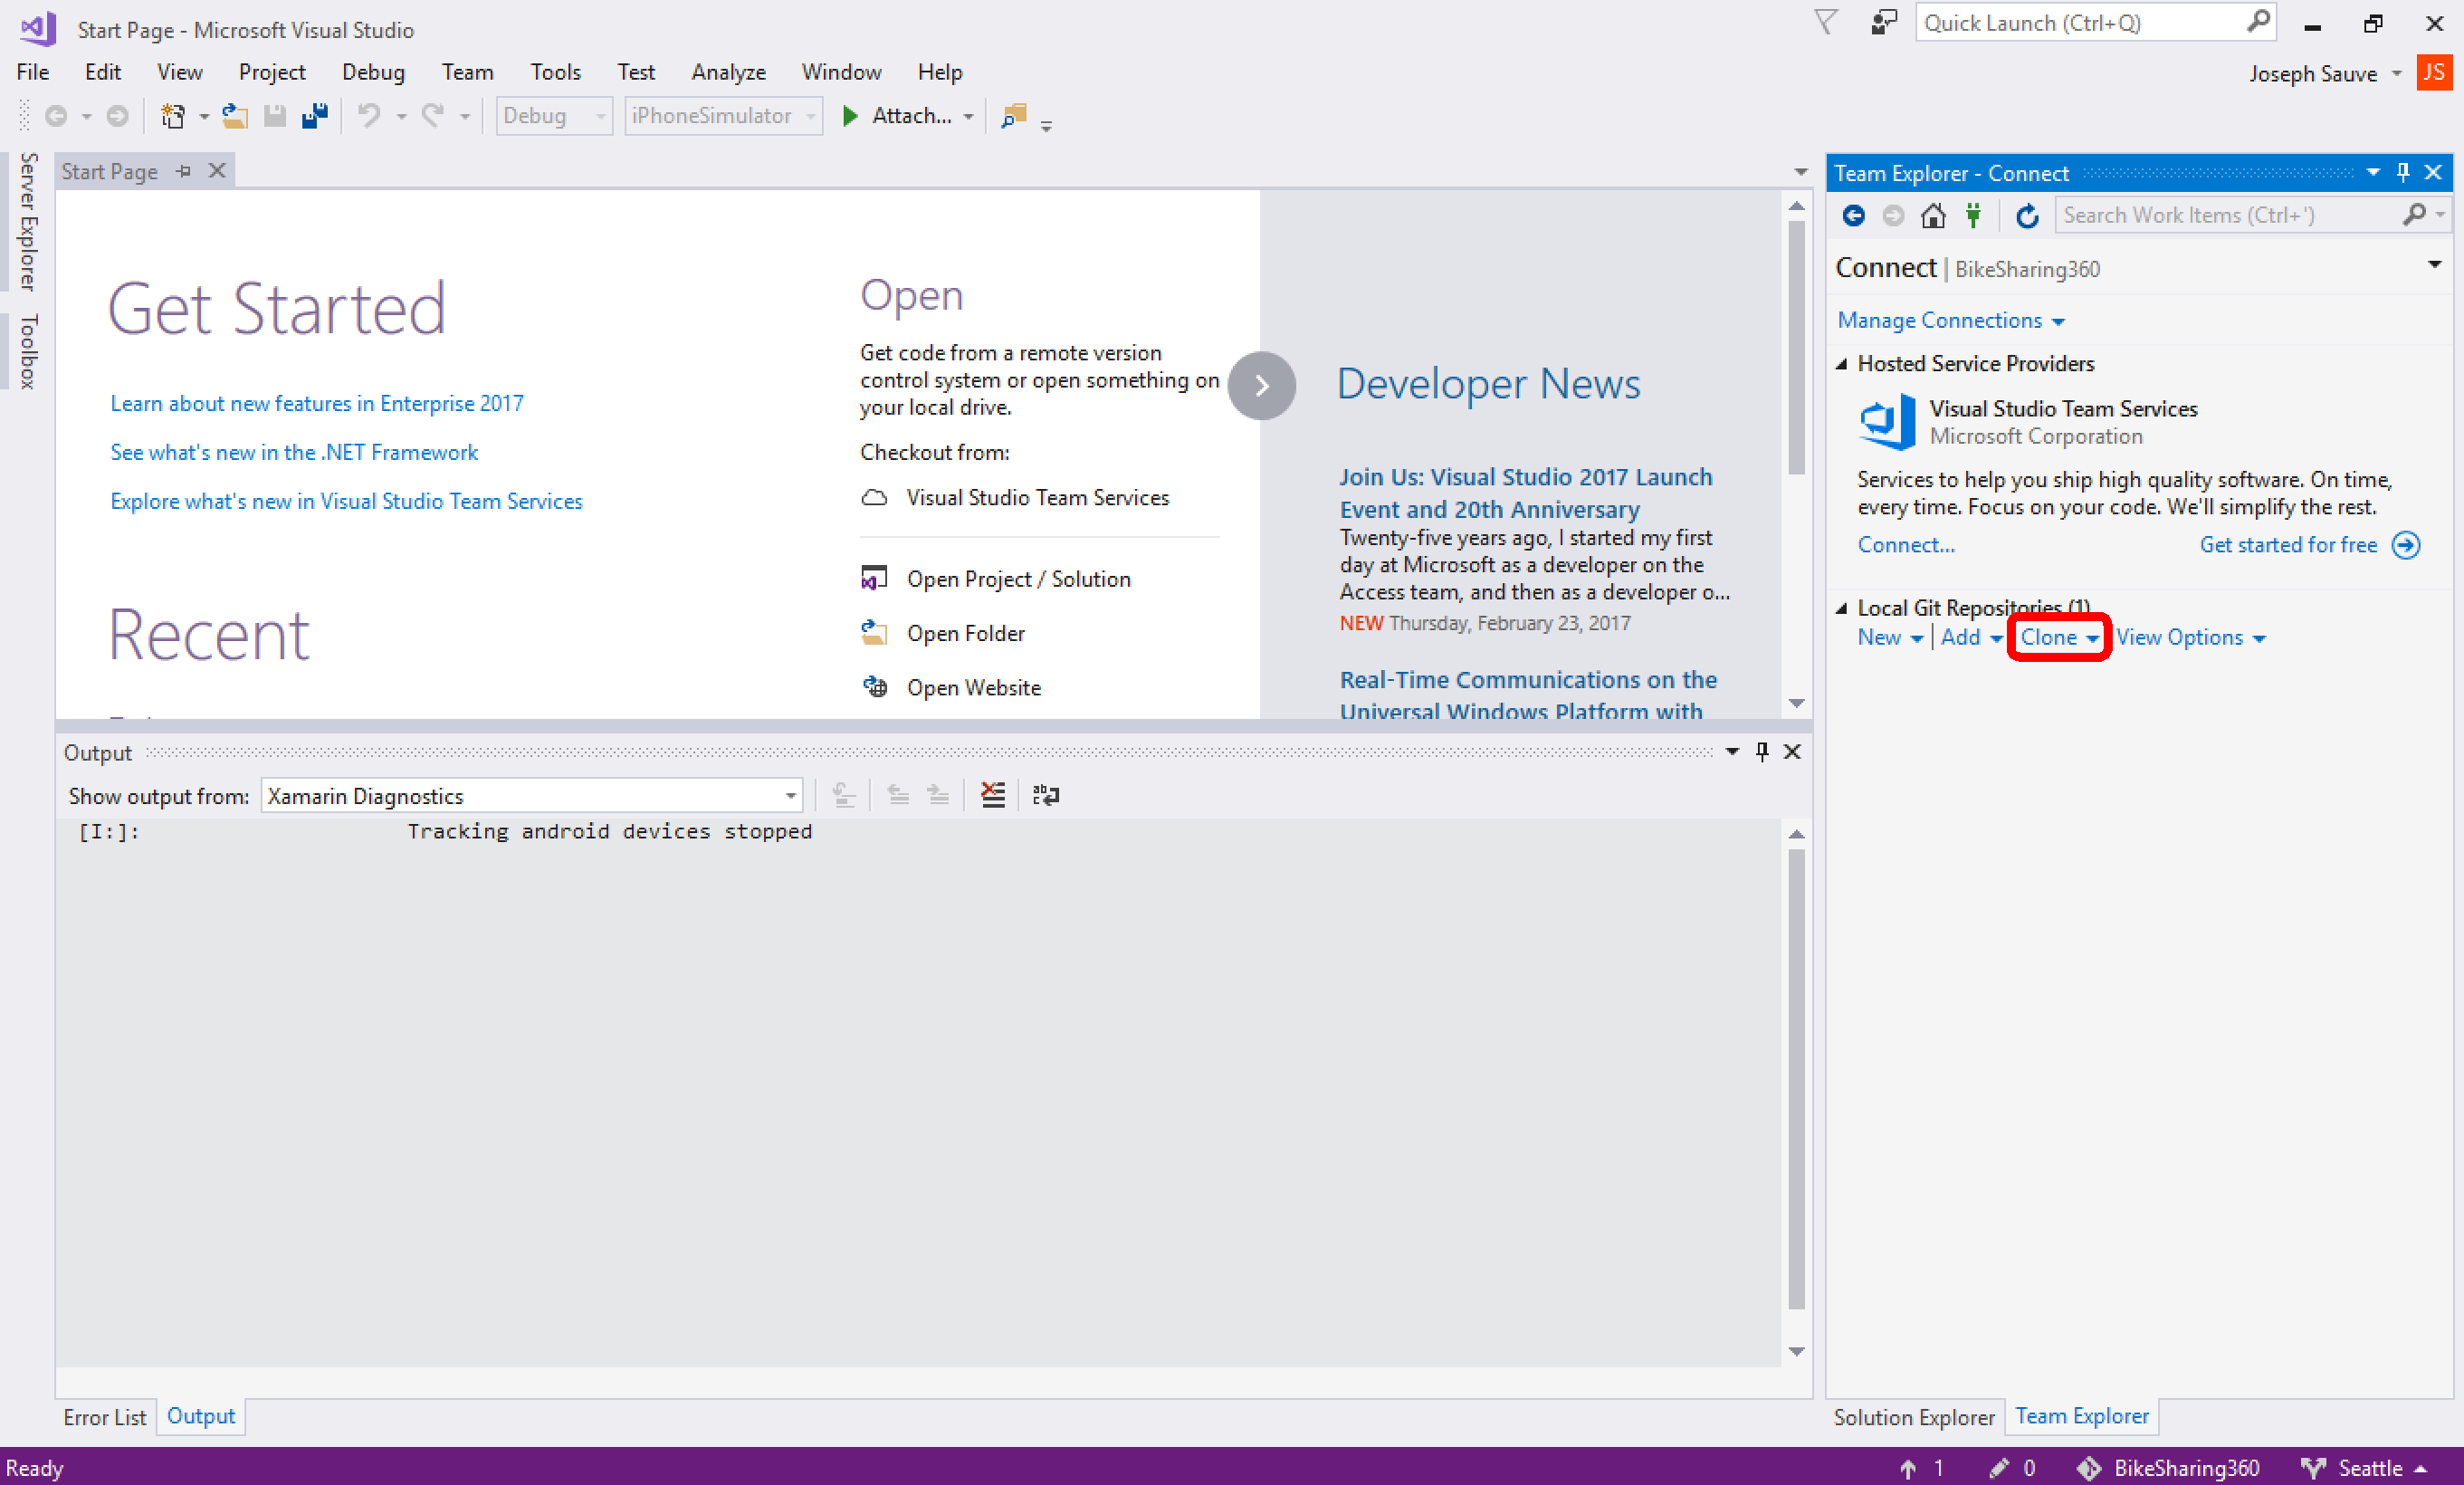 Start Page - Microsoft Visual Studio
Quick Launch (Ctrl+Q)
File Edit View Project Debug Team Tools Test Analyze Window Help
Joseph Sauve JS
Debug iPhoneSimulator Attach...
Server Explorer
Toolbox
Start Page
Get Started
Learn about new features in Enterprise 2017
See what's new in the .NET Framework
Explore what's new in Visual Studio Team Services
Recent
Open
Get code from a remote version
control system or open something on
your local drive.
Checkout from:
Visual Studio Team Services
Open Project / Solution
Open Folder
Open Website
Developer News
Join Us: Visual Studio 2017 Launch
Event and 20th Anniversary
Twenty-five years ago, I started my first
day at Microsoft as a developer on the
Access team, and then as a developer o...
NEW Thursday, February 23, 2017
Real-Time Communications on the
Universal Windows Platform with
Output
Show output from: Xamarin Diagnostics
[I:]: Tracking android devices stopped
Error List Output
Team Explorer - Connect
Search Work Items (Ctrl+')
Connect | BikeSharing360
Manage Connections
Hosted Service Providers
Visual Studio Team Services
Microsoft Corporation
Services to help you ship high quality software. On time,
every time. Focus on your code. We'll simplify the rest.
Connect... Get started for free
Local Git Repositories (1)
New Add Clone View Options
Solution Explorer Team Explorer
Ready 1 0 BikeSharing360 Seattle